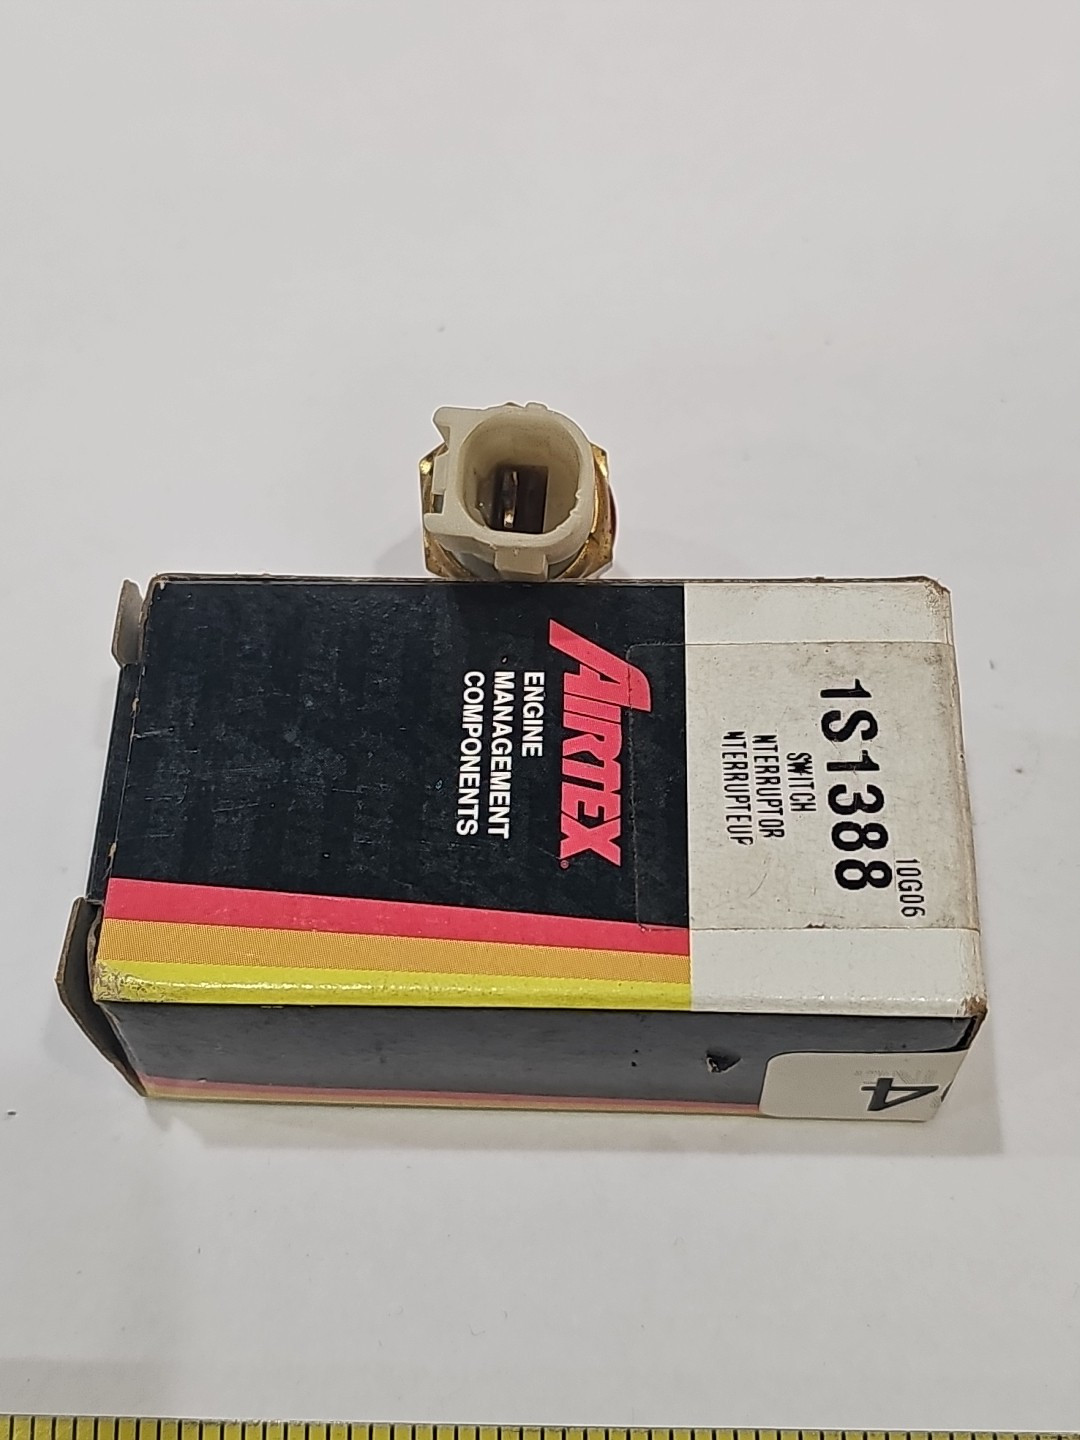 10G06
1S1388
SWITCH
NTERRUPTOR
NTERRUPTEUR
AIRTEX®
ENGINE
MANAGEMENT
COMPONENTS
4